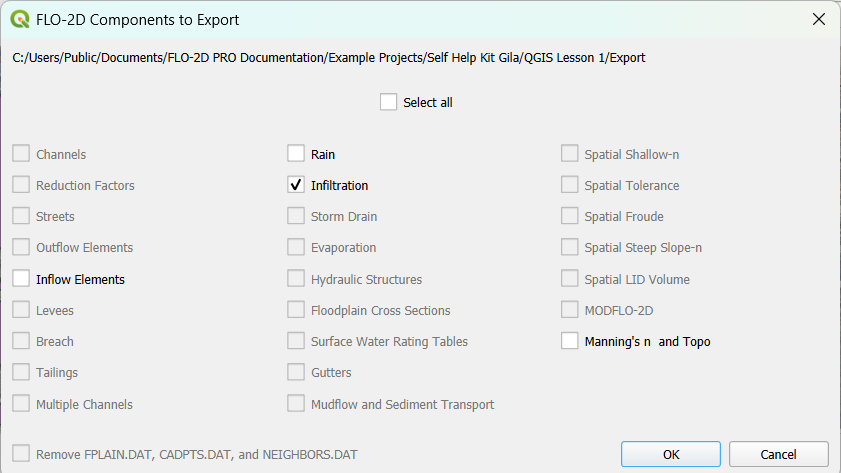 FLO-2D Components to Export
C:/Users/Public/Documents/FLO-2D PRO Documentation/Example Projects/Self Help Kit Gila/QGIS Lesson 1/Export
Select all
Channels Rain Spatial Shallow-n
Reduction Factors Infiltration Spatial Tolerance
Streets Storm Drain Spatial Froude
Outflow Elements Evaporation Spatial Steep Slope-n
Inflow Elements Hydraulic Structures Spatial LID Volume
Levees Floodplain Cross Sections MODFLO-2D
Breach Surface Water Rating Tables Manning's n and Topo
Tailings Gutters
Multiple Channels Mudflow and Sediment Transport
Remove FPLAIN.DAT, CADPTS.DAT, and NEIGHBORS.DAT OK Cancel